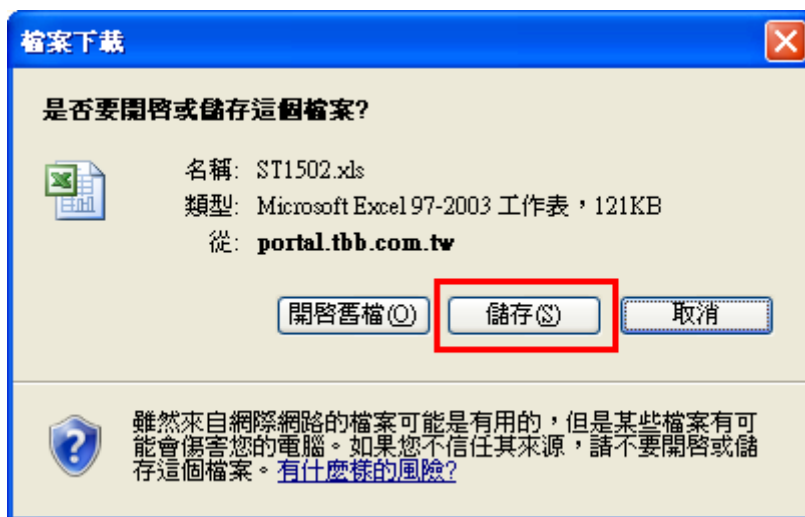 檔案下載
是否要開啟或儲存這個檔案?
名稱: ST1502.xls
類型: Microsoft Excel 97-2003 工作表，121KB
從: portal.tbb.com.tw
開啟舊檔(O) 儲存(S) 取消
雖然來自網際網路的檔案可能是有用的，但是某些檔案有可
能會傷害您的電腦。如果您不信任其來源，請不要開啟或儲
存這個檔案。有什麼樣的風險?